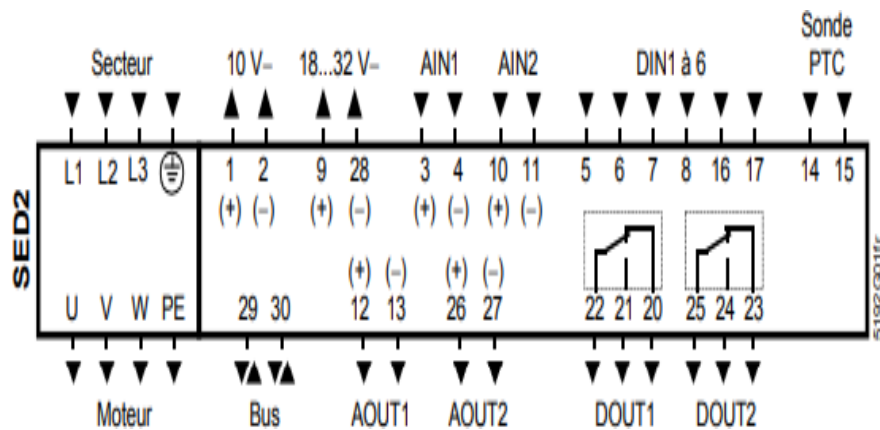 Sonde
Secteur 10 V– 18...32 V– AIN1 AIN2 DIN1 à 6 PTC
L1 L2 L3 1 2 9 28 3 4 10 11 5 6 7 8 16 17 14 15
(+) (–) (+) (–) (+) (–) (+) (–)
SED2
(+) (–) (+) (–)
U V W PE 29 30 12 13 26 27 22 21 20 25 24 23
Moteur Bus AOUT1 AOUT2 DOUT1 DOUT2
5192G01fr